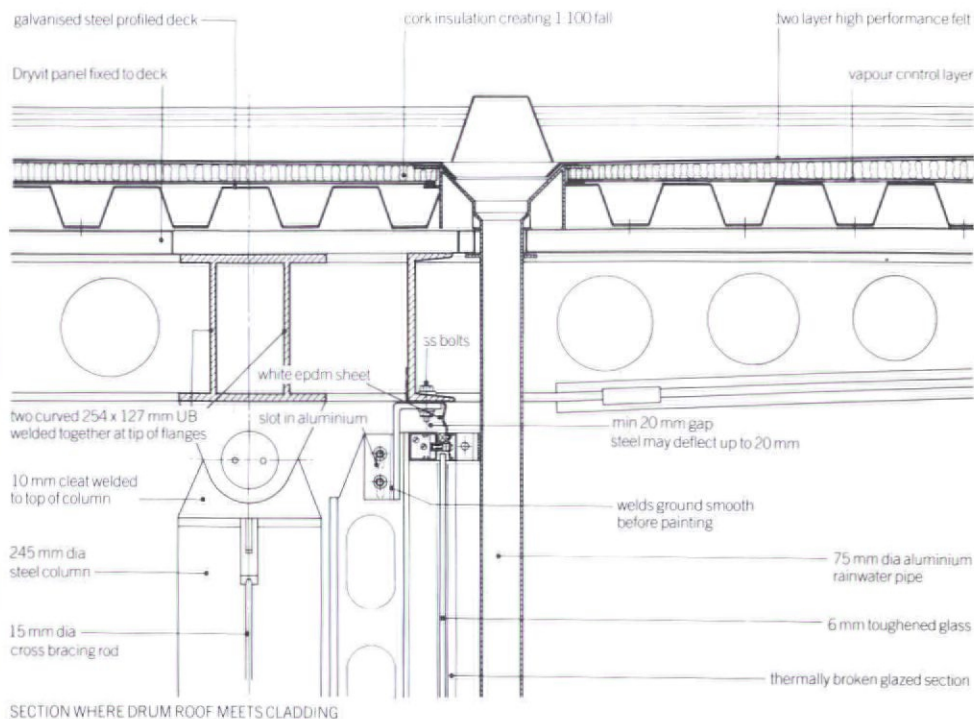 galvanised steel profiled deck
cork insulation creating 1 100 fall
two layer high performance felt
Dryvit panel fixed to deck
vapour control layer
ss bolts
white epdm sheet
two curved 254 x 127 mm UB
welded together at tip of flanges
slot in aluminium
min 20 mm gap
steel may deflect up to 20 mm
10 mm cleat welded
to top of column
welds ground smooth
before painting
245 mm dia
steel column
75 mm dia aluminium
rainwater pipe
15 mm dia
cross bracing rod
6 mm toughened glass
thermally broken glazed section
SECTION WHERE DRUM ROOF MEETS CLADDING